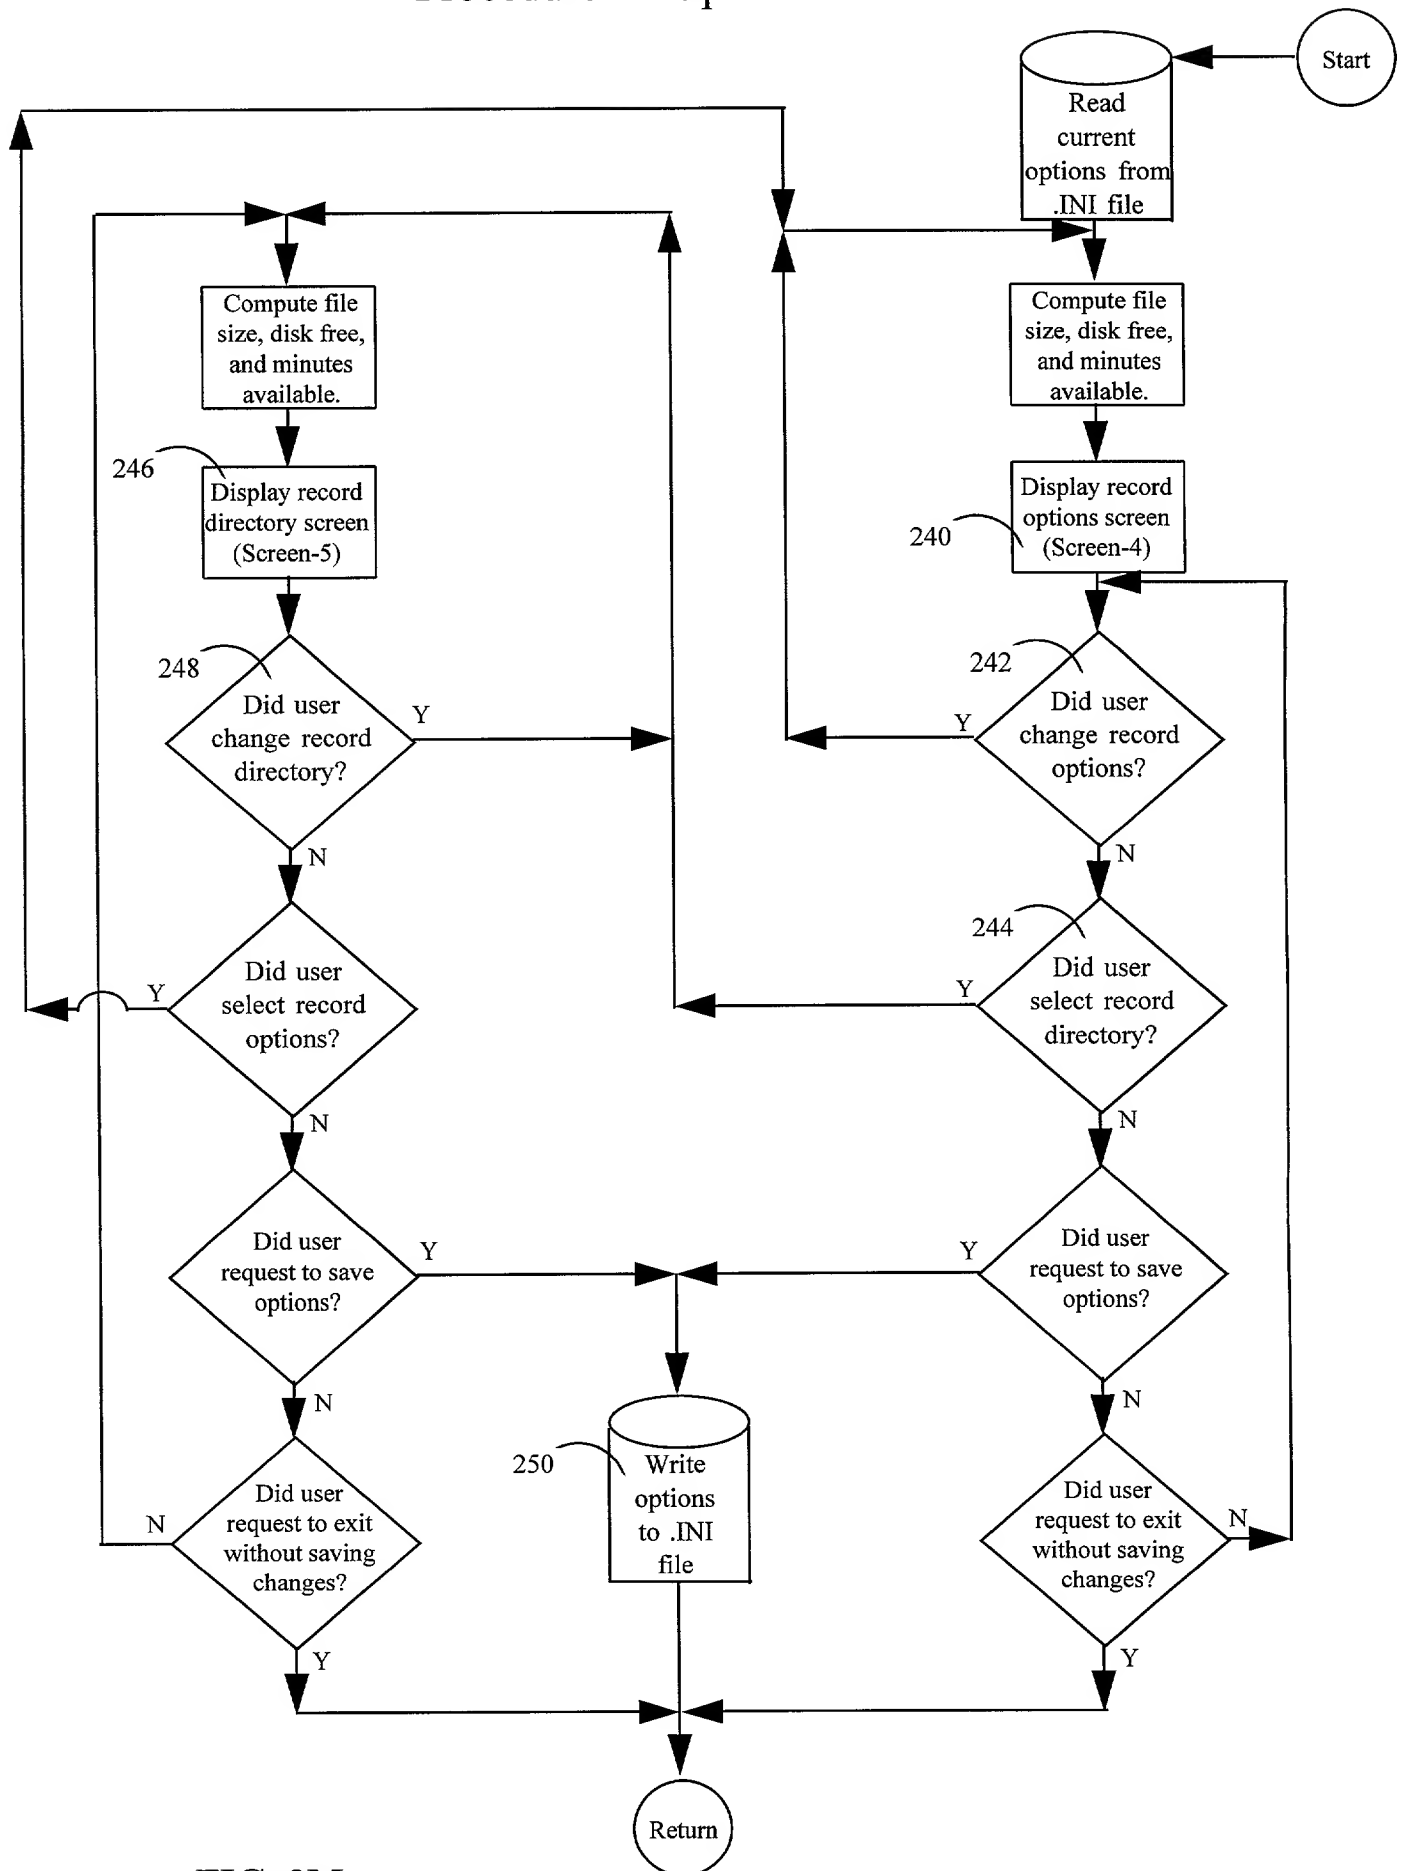 Start
Read
current
options from
.INI file
Compute file
size, disk free,
and minutes
available.
Compute file
size, disk free,
and minutes
available.
246
Display record
directory screen
(Screen-5)
240
Display record
options screen
(Screen-4)
248
Did user
change record
directory?
Y
N
242
Did user
change record
options?
Y
N
Did user
select record
options?
Y
N
244
Did user
select record
directory?
Y
N
Did user
request to save
options?
Y
N
Did user
request to save
options?
Y
N
Did user
request to exit
without saving
changes?
N
Y
250
Write
options
to .INI
file
Did user
request to exit
without saving
changes?
N
Y
Return